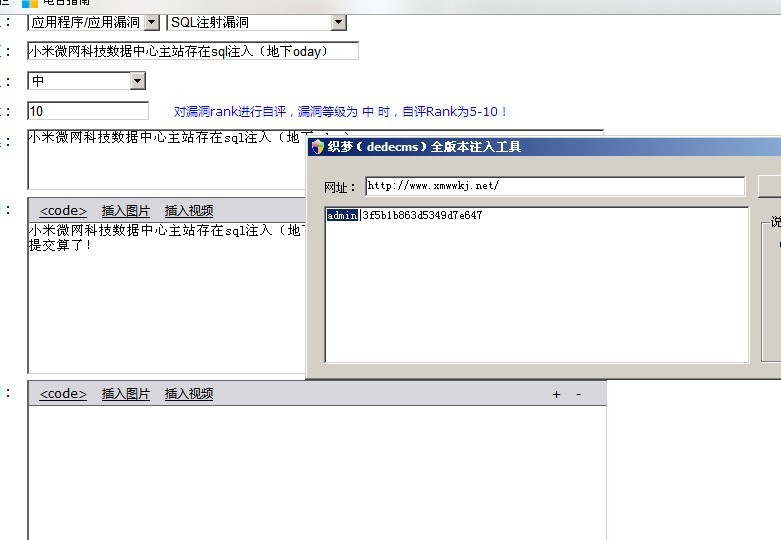 电台指南
应用程序/应用漏洞 SQL注射漏洞
小米微网科技数据中心主站存在sql注入（地下oday）
中
10 对漏洞rank进行自评，漏洞等级为 中 时，自评Rank为5-10！
小米微网科技数据中心主站存在sql注入（地
织梦（dedecms）全版本注入工具
网址： http://www.xmwwkj.net/
admin|3f5b1b863d5349d7e647
说
<code> 插入图片 插入视频
小米微网科技数据中心主站存在sql注入（地
提交算了！
<code> 插入图片 插入视频 + -